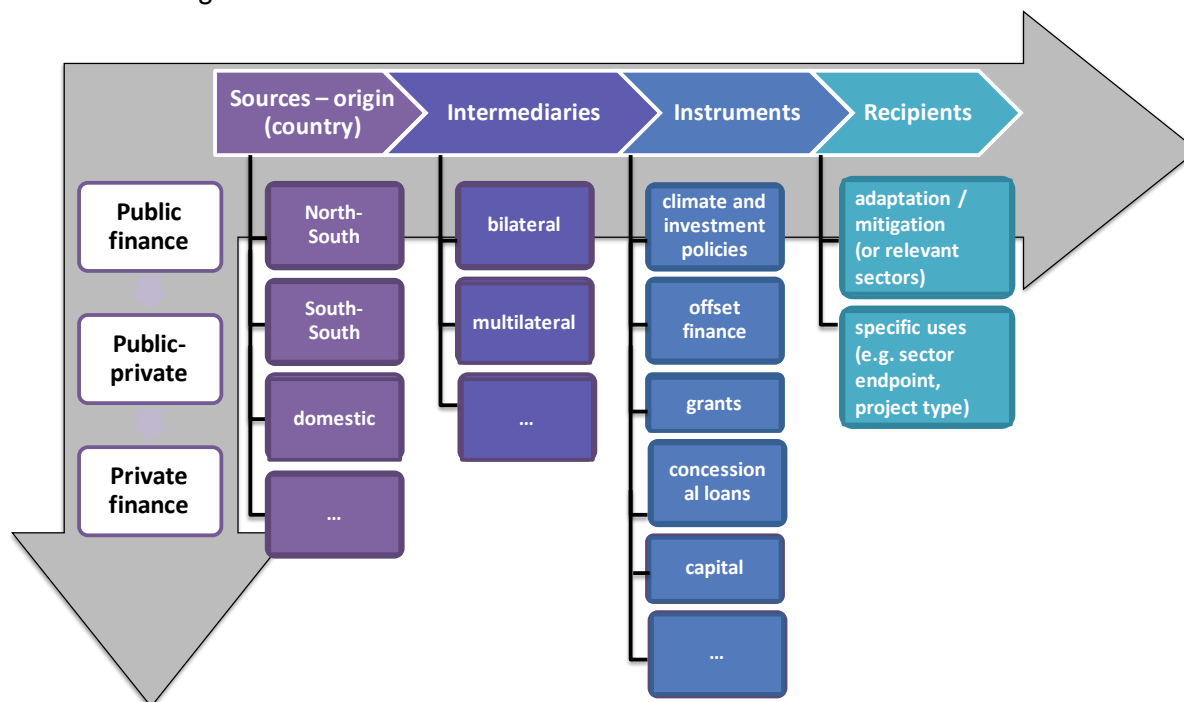 Sources – origin
(country)
Intermediaries
Instruments
Recipients
Public
finance
Public-
private
Private
finance
North-
South
South-
South
domestic
...
bilateral
multilateral
...
climate and
investment
policies
offset
finance
grants
concession
al loans
capital
...
adaptation /
mitigation
(or relevant
sectors)
specific uses
(e.g. sector
endpoint,
project type)